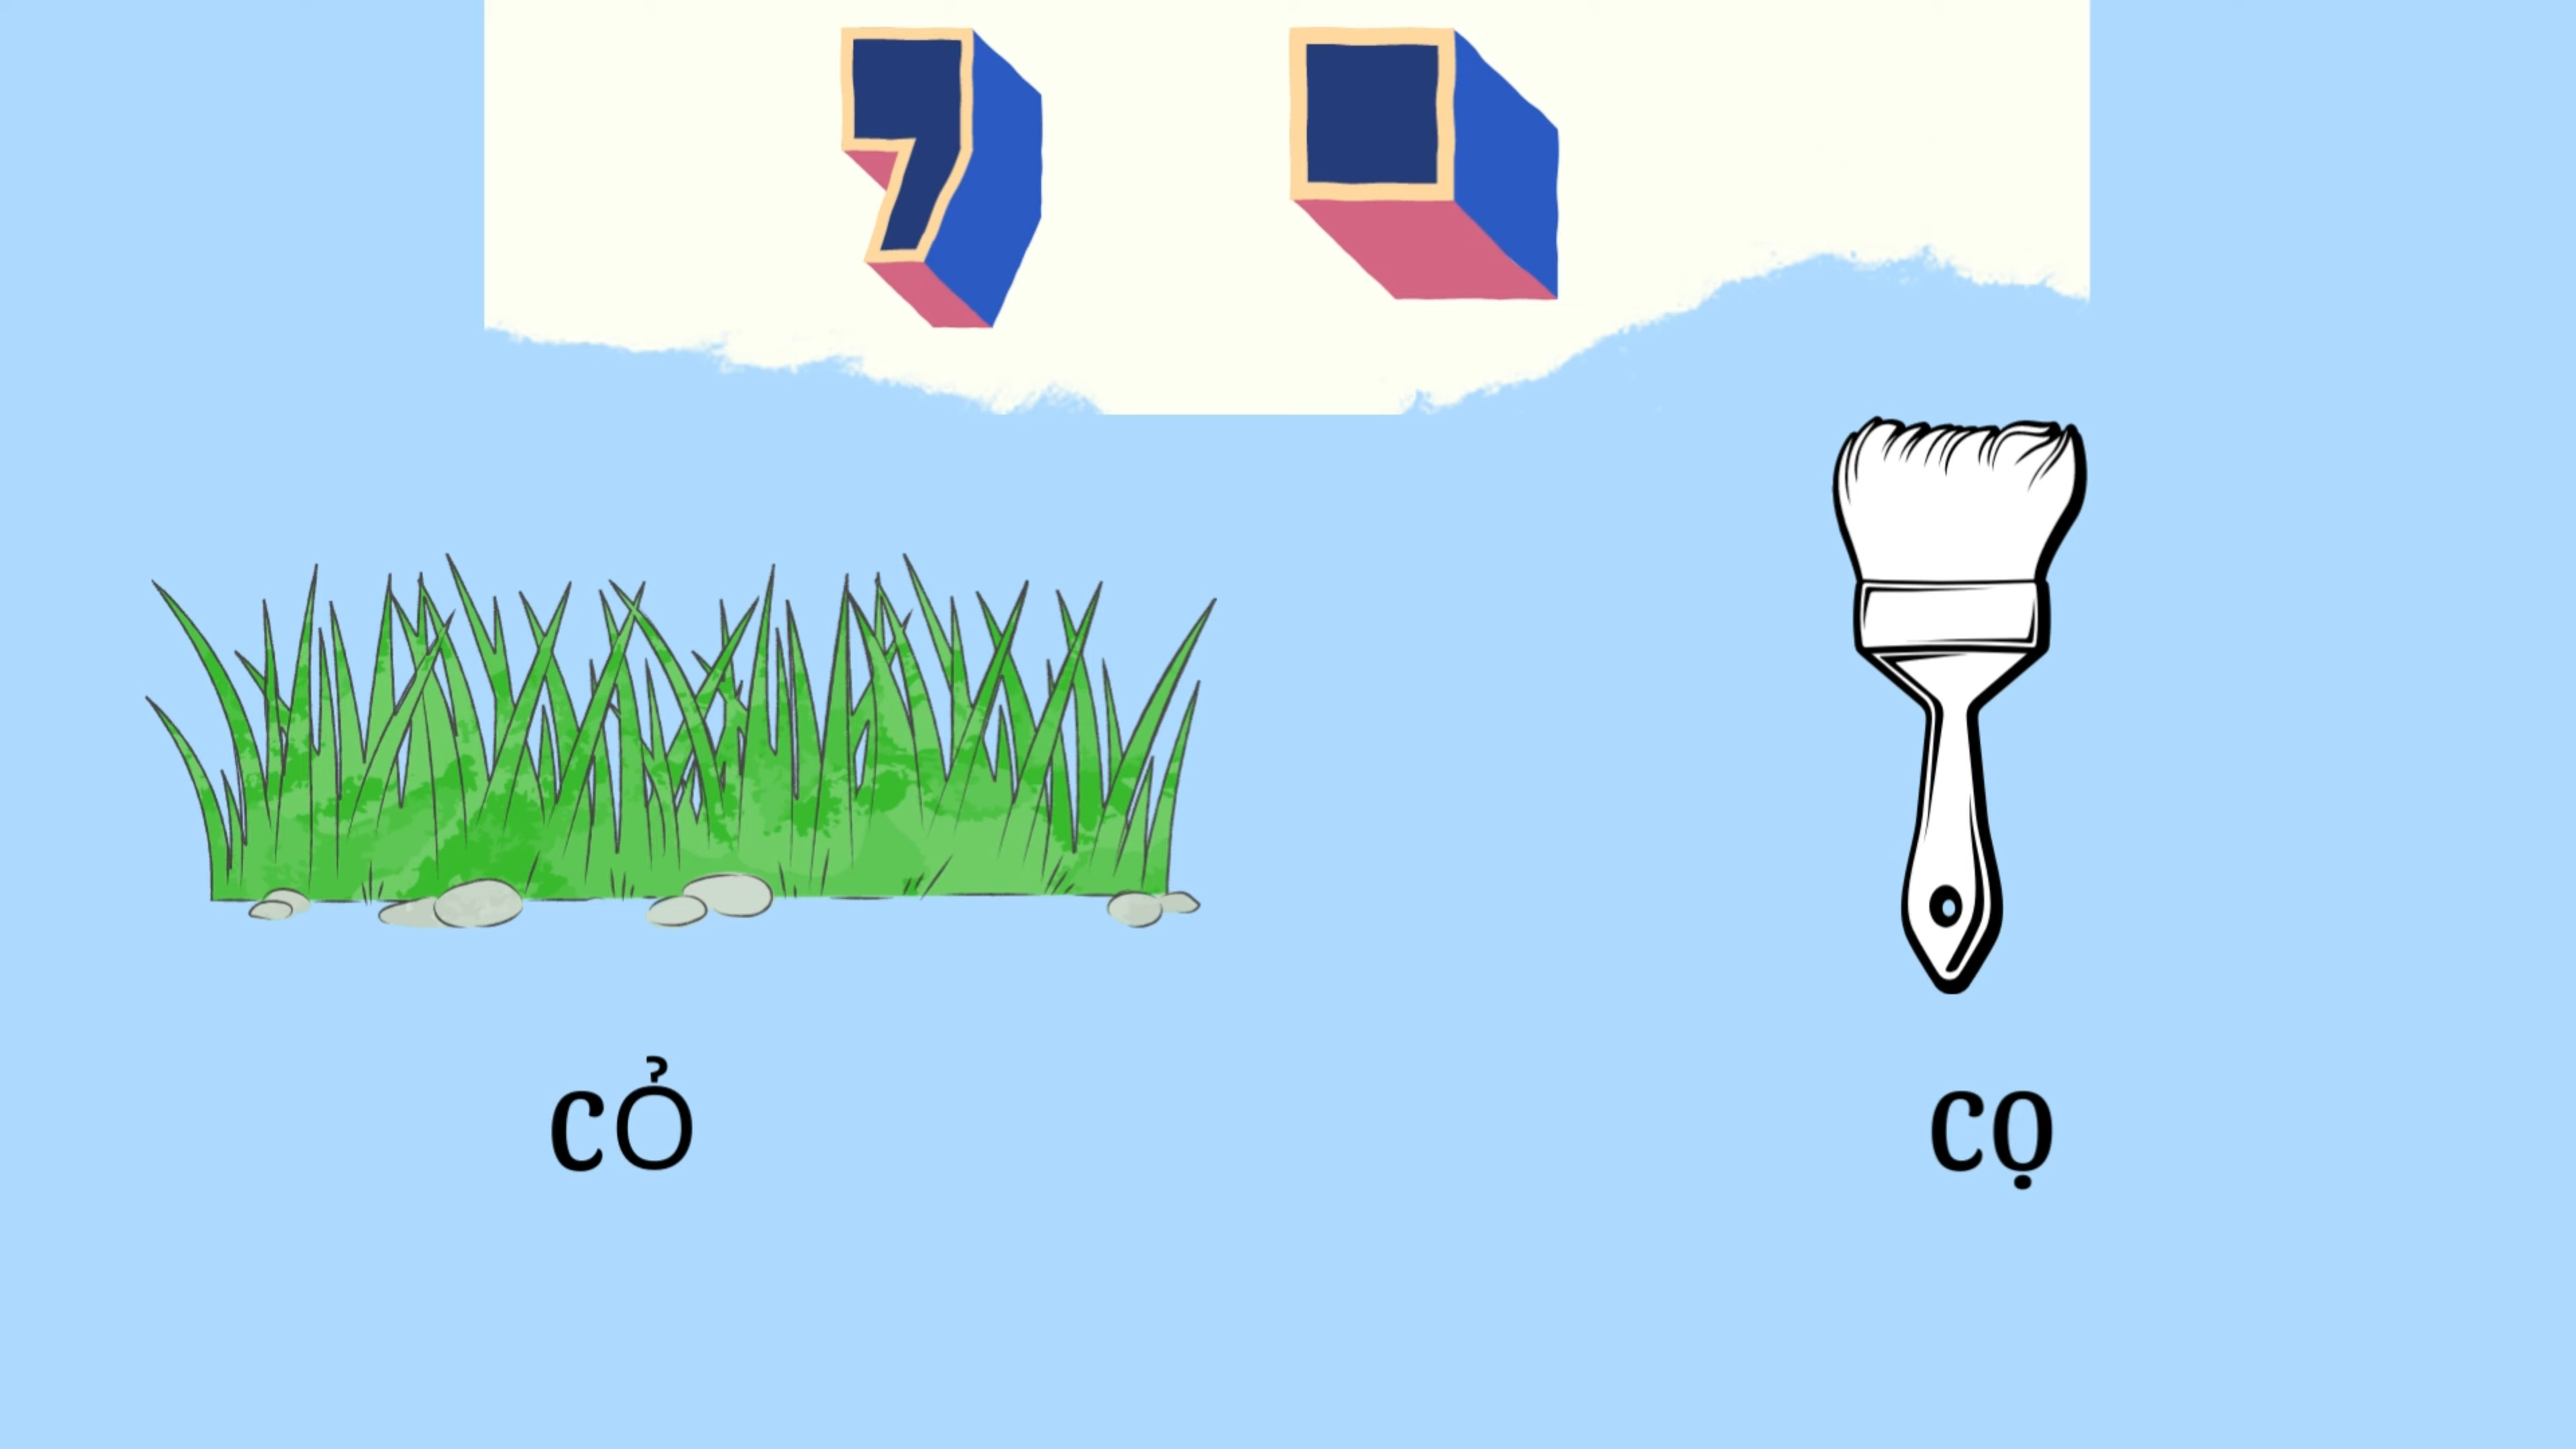 , .
cỏ
cọ